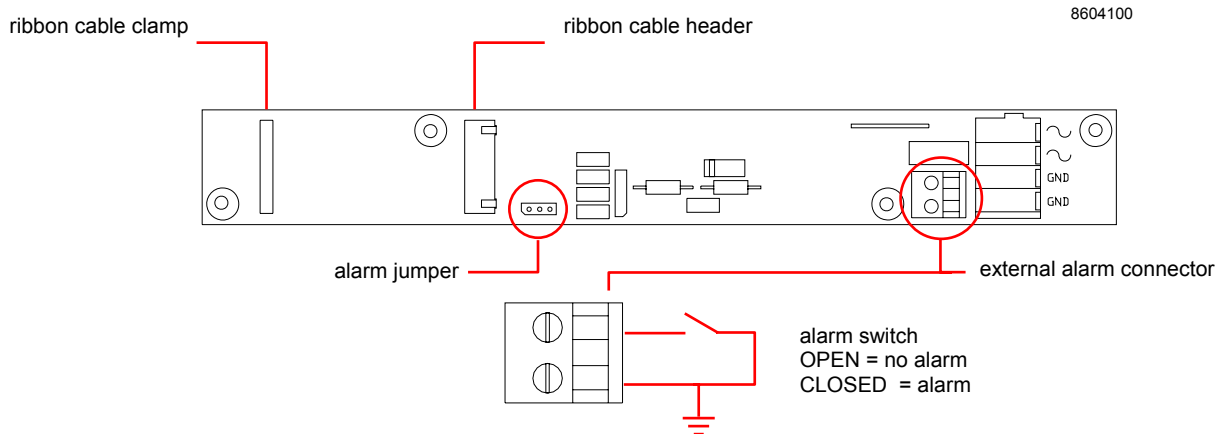 8604100
ribbon cable clamp
ribbon cable header
GND
GND
alarm jumper
external alarm connector
alarm switch
OPEN = no alarm
CLOSED = alarm